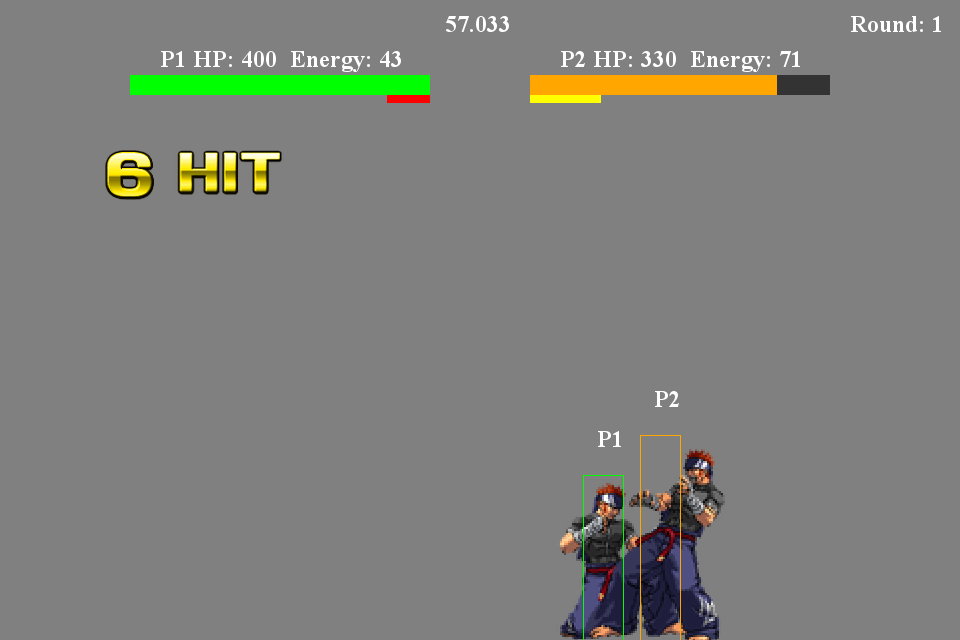 57.033
Round: 1
P1 HP: 400 Energy: 43
P2 HP: 330 Energy: 71
6 HIT
P2
P1